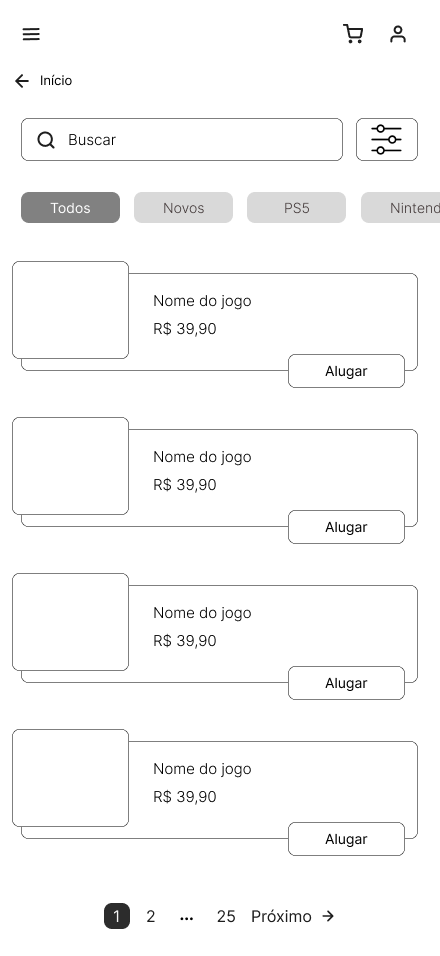 Início
Buscar
Todos Novos PS5 Nintend
Nome do jogo
R$ 39,90
Alugar
Nome do jogo
R$ 39,90
Alugar
Nome do jogo
R$ 39,90
Alugar
Nome do jogo
R$ 39,90
Alugar
1 2 ... 25 Próximo